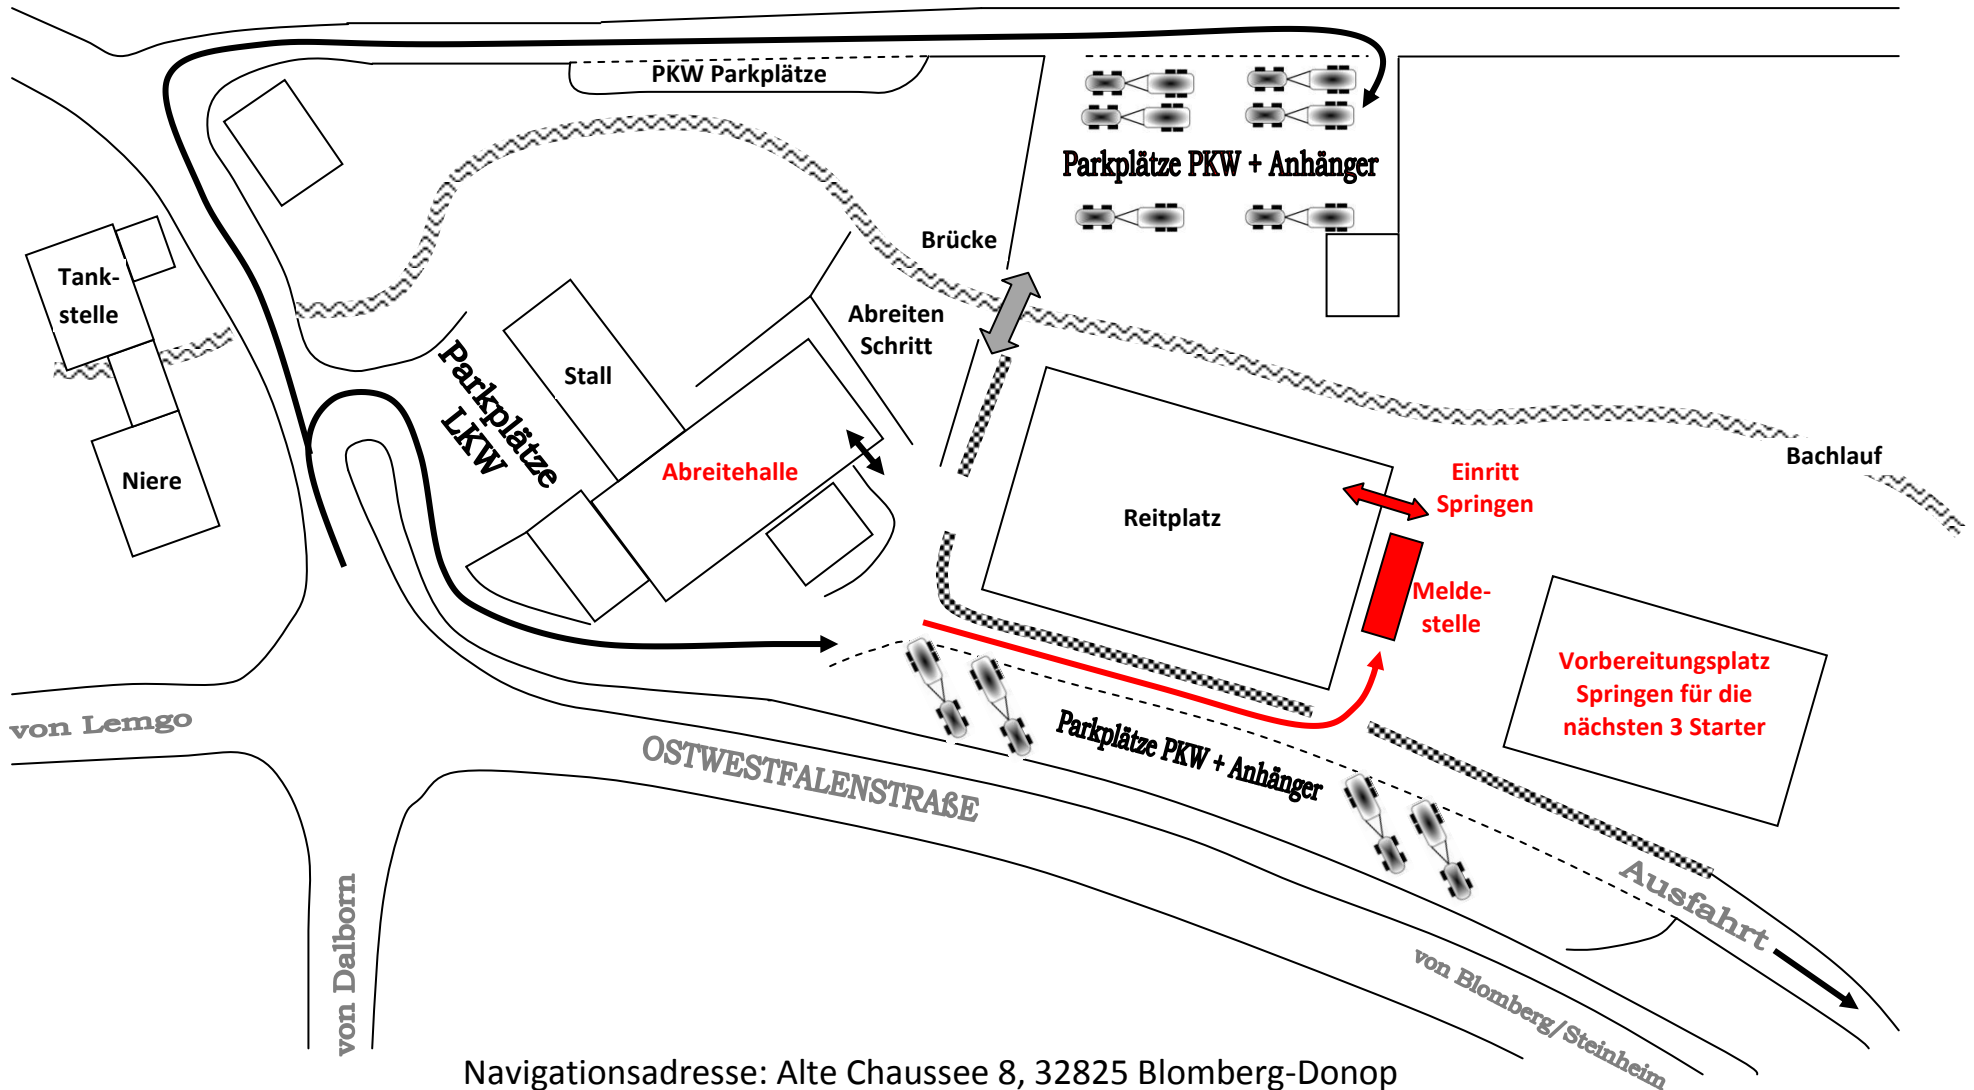 PKW Parkplätze
Parkplätze PKW + Anhänger
Brücke
Tank-
stelle
Abreiten
Schritt
Stall
Parkplätze
LKW
Abreitehalle
Niere
Reitplatz
Einritt
Springen
Bachlauf
Melde-
stelle
Vorbereitungsplatz
Springen für die
nächsten 3 Starter
von Lemgo
Parkplätze PKW + Anhänger
OSTWESTFALENSTRAßE
von Dalborn
Ausfahrt
von Blomberg/Steinheim
Navigationsadresse: Alte Chaussee 8, 32825 Blomberg-Donop